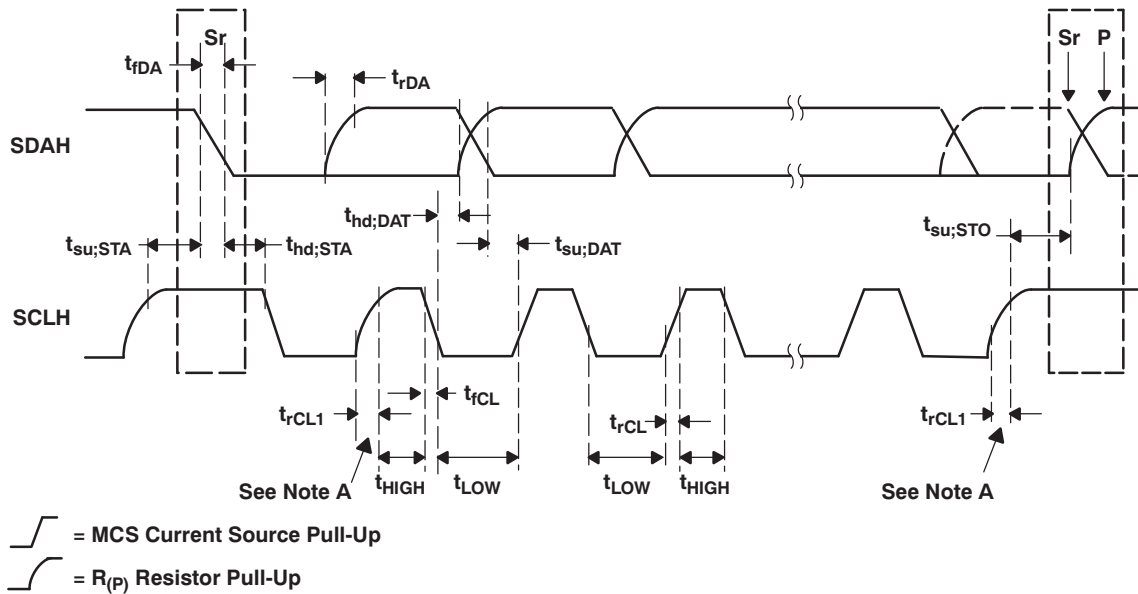 Sr
Sr P
tfDA
trDA
SDAH
thd;DAT
tsu;STA
thd;STA
tsu;DAT
tsu;STO
SCLH
tfCL
trCL1
trCL
trCL1
tHIGH
tLOW
tLOW
tHIGH
See Note A
See Note A
= MCS Current Source Pull-Up
= R(P) Resistor Pull-Up